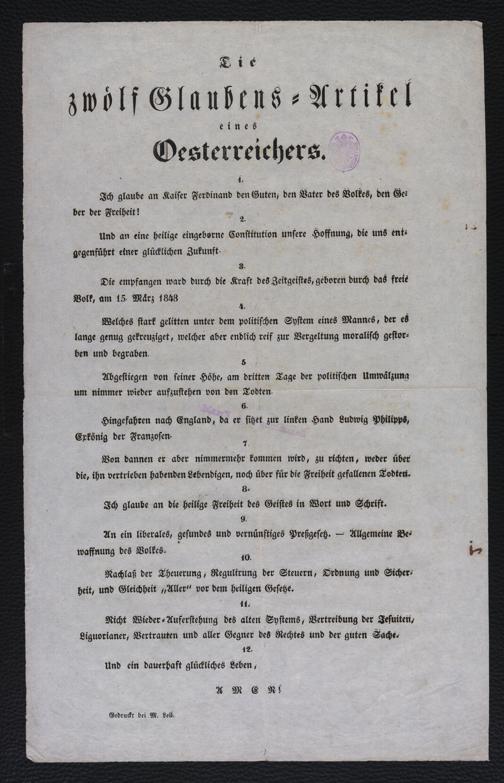 Die
zwölf Glaubens-Artikel
eines
Oesterreichers.
1.
Ich glaube an Kaiser Ferdinand den Guten, den Vater des Volkes, den Ge-
ber der Freiheit!
2.
Und an eine heilige eingeborne Constitution unsere Hoffnung, die uns ent-
gegenführt einer glücklichen Zukunft.
3.
Die empfangen ward durch die Kraft des Zeitgeistes, geboren durch das freie
Volk, am 15. März 1848
4.
Welches stark gelitten unter dem politischen System eines Mannes, der es
lange genug gekreuziget, welcher aber endlich reif zur Vergeltung moralisch gestor-
ben und begraben.
5
Abgestiegen von seiner Höhe, am dritten Tage der politischen Umwälzung
um nimmer wieder aufzustehen von den Todten.
6.
Hingefahren nach England, da er sitzet zur linken Hand Ludwig Philipps,
Exkönig der Franzosen.
7
Von dannen er aber nimmermehr kommen wird, zu richten, weder über
die, ihn vertrieben habenden Lebendigen, noch über für die Freiheit gefallenen Todten.
8.
Ich glaube an die heilige Freiheit des Geistes in Wort und Schrift.
9.
An ein liberales, gesundes und vernünftiges Preßgesetz. — Allgemeine Be-
waffnung des Volkes.
10.
Nachlaß der Theuerung, Regulirung der Steuern, Ordnung und Sicher-
heit, und Gleichheit „Aller" vor dem heiligen Gesetze.
11.
Nicht Wieder-Auferstehung des alten Systems, Vertreibung der Jesuiten,
Liguorianer, Vertrauten und aller Gegner des Rechtes und der guten Sache.
12.
Und ein dauerhaft glückliches Leben,
AMEN!
Gedruckt bei M. Lell.